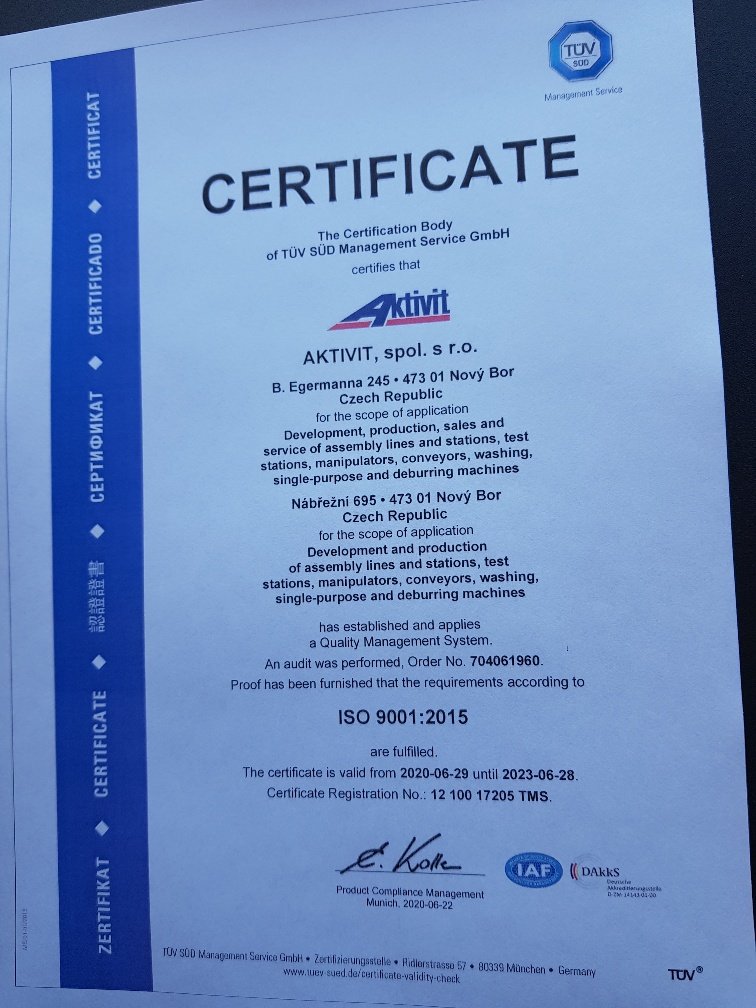 TÜV
SÜD
Management Service
CERTIFICATE
The Certification Body
of TÜV SÜD Management Service GmbH
certifies that
Aktivit
AKTIVIT, spol. s r.o.
B. Egermanna 245 • 473 01 Nový Bor
Czech Republic
for the scope of application
Development, production, sales and
service of assembly lines and stations, test
stations, manipulators, conveyors, washing,
single-purpose and deburring machines
Nábřežní 695 • 473 01 Nový Bor
Czech Republic
for the scope of application
Development and production
of assembly lines and stations, test
stations, manipulators, conveyors, washing,
single-purpose and deburring machines
has established and applies
a Quality Management System.
An audit was performed, Order No. 704061960.
Proof has been furnished that the requirements according to
ISO 9001:2015
are fulfilled.
The certificate is valid from 2020-06-29 until 2023-06-28.
Certificate Registration No.: 12 100 17205 TMS.
Product Compliance Management
Munich, 2020-06-22
IAF
DAkkS
Deutsche
Akkreditierungsstelle
D-ZM-14143-01-00
TÜV SÜD Management Service GmbH • Zertifizierungsstelle • Ridlerstrasse 57 • 80339 München • Germany
www.tuev-sued.de/certificate-validity-check
TÜV®
ZERTIFIKAT ◆ CERTIFICATE ◆ 認證證書 ◆ СЕРТИФИКАТ ◆ CERTIFICADO ◆ CERTIFICAT